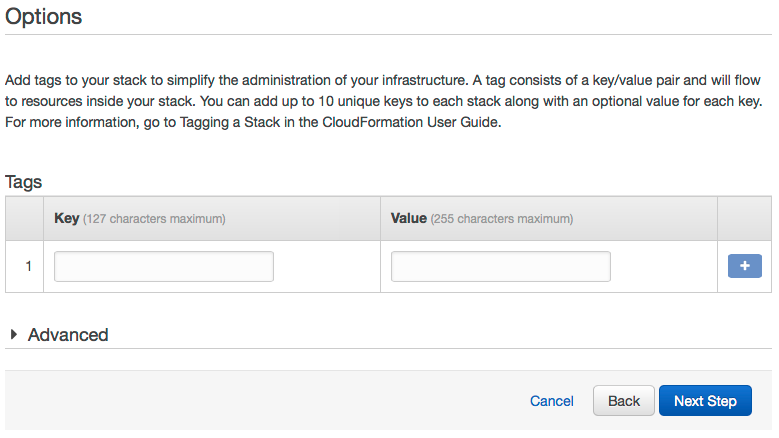 Options
Add tags to your stack to simplify the administration of your infrastructure. A tag consists of a key/value pair and will flow
to resources inside your stack. You can add up to 10 unique keys to each stack along with an optional value for each key.
For more information, go to Tagging a Stack in the CloudFormation User Guide.
Tags
Key (127 characters maximum) Value (255 characters maximum)
1 +
Advanced
Cancel Back Next Step